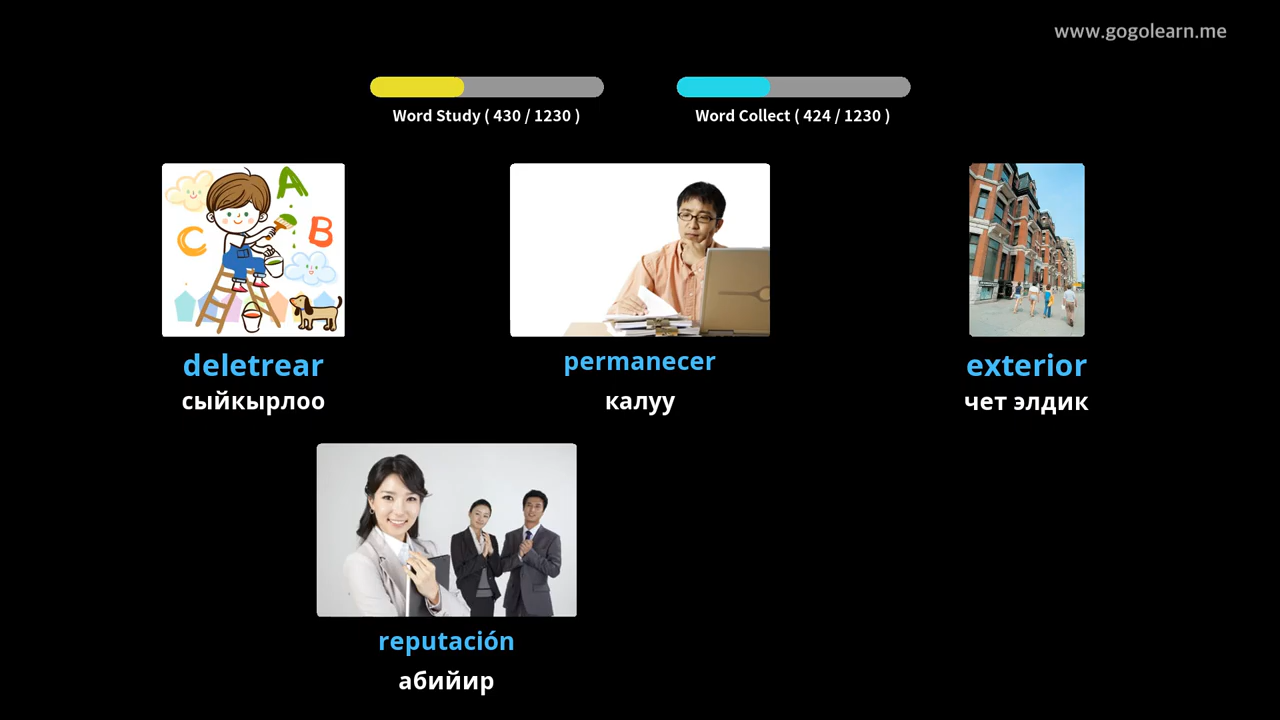 www.gogolearn.me
Word Study ( 430 / 1230 )
Word Collect ( 424 / 1230 )
A
B
C
deletrear
сыйкырлоо
permanecer
калуу
exterior
чет элдик
reputación
абийир